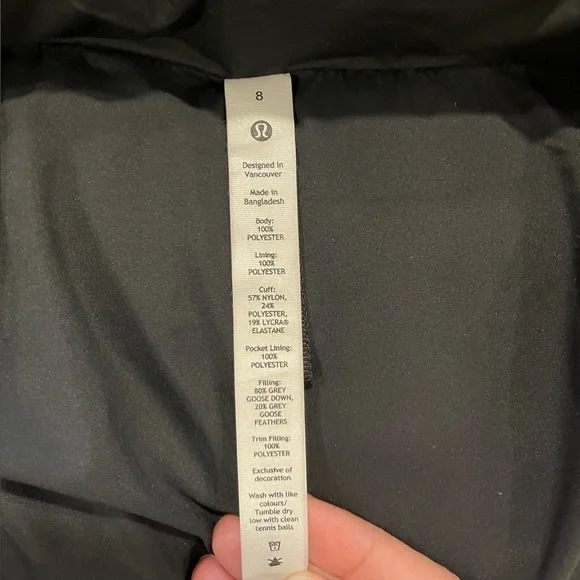 8
Designed in
Vancouver
Made in
Bangladesh
Body:
100%
POLYESTER
Lining:
100%
POLYESTER
Cuff:
57% NYLON,
24%
POLYESTER,
19% LYCRA®
ELASTANE
Pocket Lining:
100%
POLYESTER
Filling:
80% GREY
GOOSE DOWN,
20% GREY
GOOSE
FEATHERS
Trim Filling:
100%
POLYESTER
Exclusive of
decoration
Wash with like
colours/
Tumble dry
low with clean
tennis balls